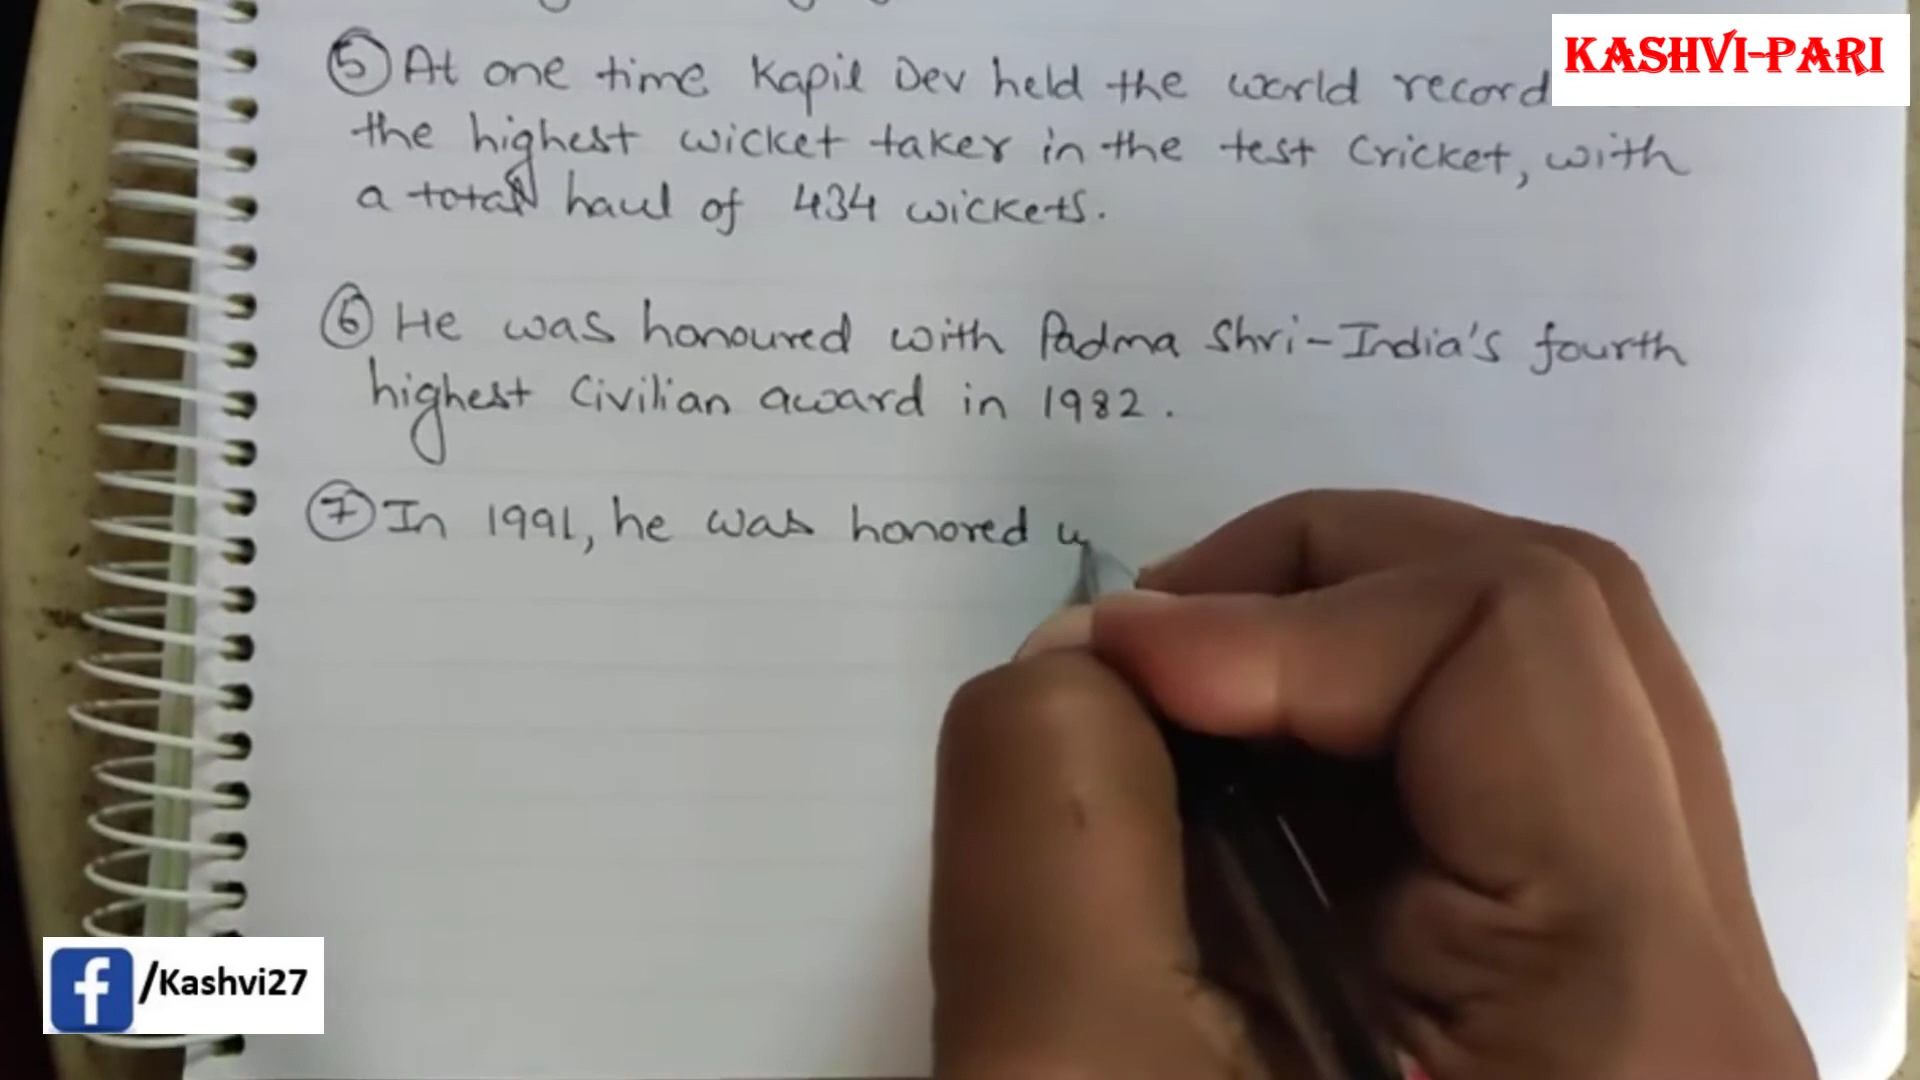 KASHVI-PARI
⑤ At one time Kapil Dev held the world record
the highest wicket taker in the test cricket, with
a total haul of 434 wickets.
⑥ He was honoured with Padma Shri-India's fourth
highest Civilian award in 1982.
⑦ In 1991, he was honored
/Kashvi27